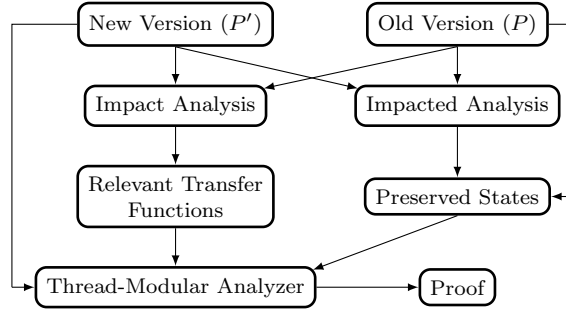 New Version (P′)
Old Version (P)
Impact Analysis
Impacted Analysis
Relevant Transfer
Functions
Preserved States
Thread-Modular Analyzer
Proof